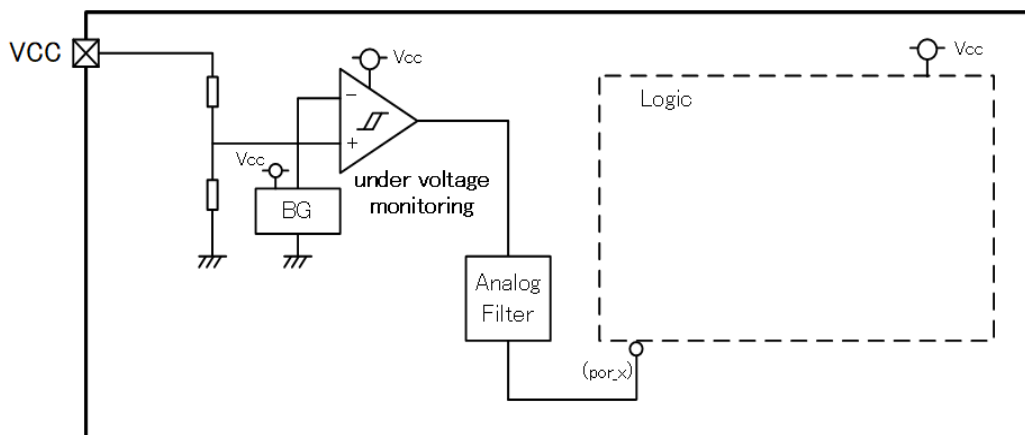 VCC
Vcc
Vcc
Logic
−
+
Vcc
under voltage
monitoring
BG
Analog
Filter
(por_x)